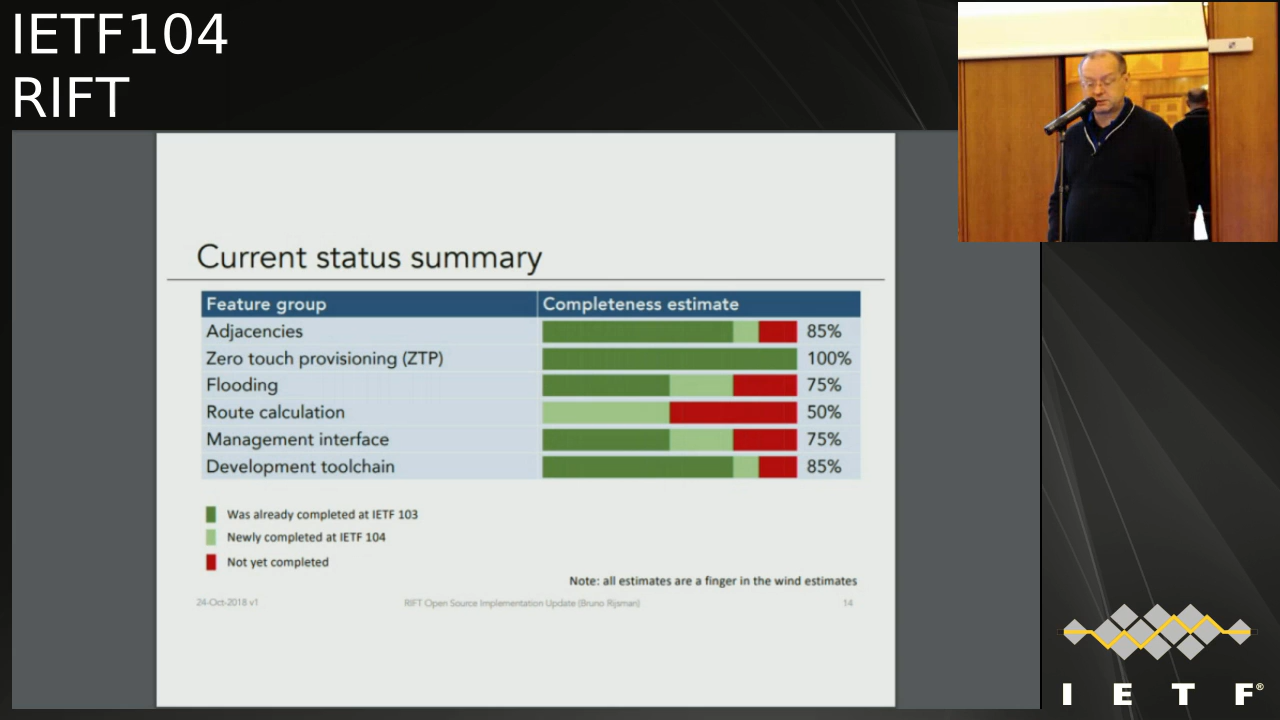 IETF104
RIFT
Current status summary
Feature group Completeness estimate
Adjacencies 85%
Zero touch provisioning (ZTP) 100%
Flooding 75%
Route calculation 50%
Management interface 75%
Development toolchain 85%
Was already completed at IETF 103
Newly completed at IETF 104
Not yet completed
Note: all estimates are a finger in the wind estimates
24-Oct-2018 v1 RIFT Open Source Implementation Update (Bruno Rijsman) 14
I E T F®